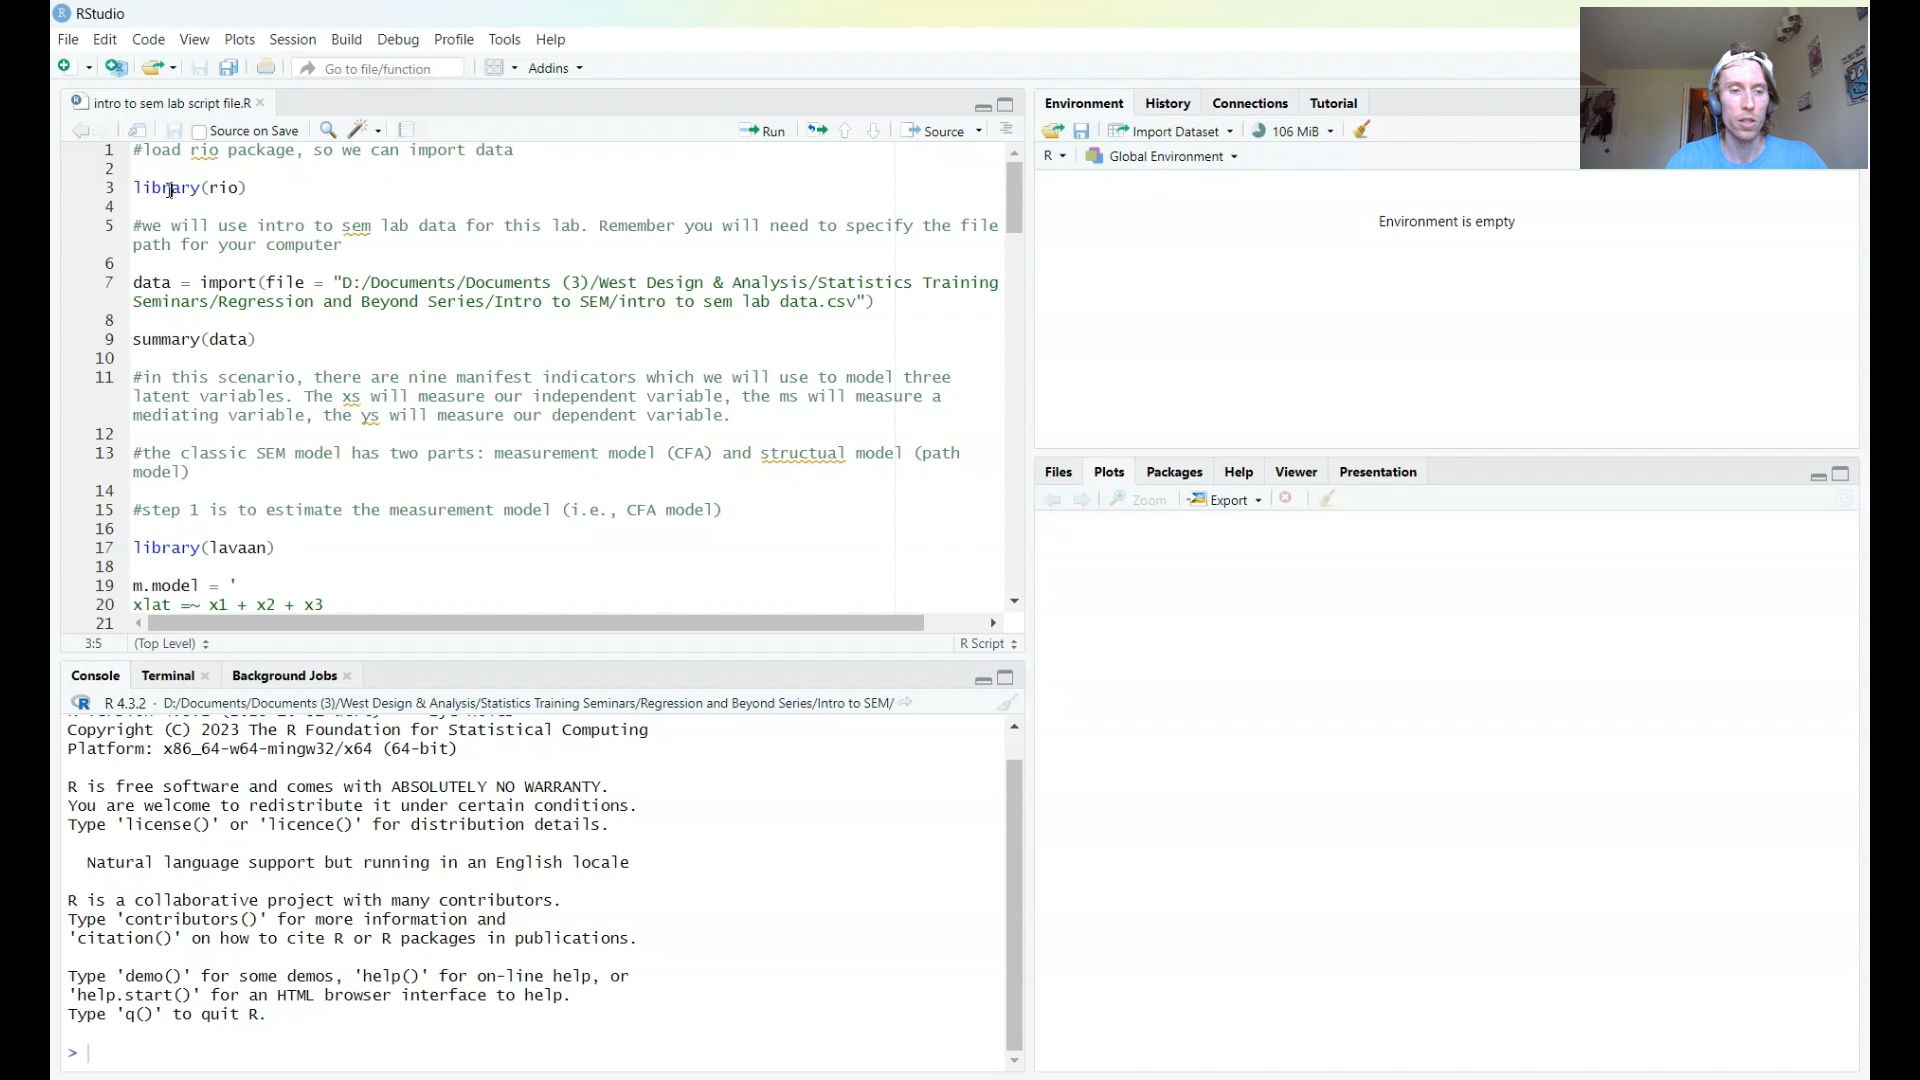 RStudio
File Edit Code View Plots Session Build Debug Profile Tools Help
Go to file/function Addins
intro to sem lab script file.R
Source on Save Run Source
1 #load rio package, so we can import data
2
3 library(rio)
4
5 #we will use intro to sem lab data for this lab. Remember you will need to specify the file
path for your computer
6
7 data = import(file = "D:/Documents/Documents (3)/West Design & Analysis/Statistics Training
Seminars/Regression and Beyond Series/Intro to SEM/intro to sem lab data.csv")
8
9 summary(data)
10
11 #in this scenario, there are nine manifest indicators which we will use to model three
latent variables. The xs will measure our independent variable, the ms will measure a
mediating variable, the ys will measure our dependent variable.
12
13 #the classic SEM model has two parts: measurement model (CFA) and structual model (path
model)
14
15 #step 1 is to estimate the measurement model (i.e., CFA model)
16
17 library(lavaan)
18
19 m.model = '
20 xlat =~ x1 + x2 + x3
21
3:5 (Top Level) R Script
Console Terminal Background Jobs
R 4.3.2 · D:/Documents/Documents (3)/West Design & Analysis/Statistics Training Seminars/Regression and Beyond Series/Intro to SEM/
Copyright (C) 2023 The R Foundation for Statistical Computing
Platform: x86_64-w64-mingw32/x64 (64-bit)
R is free software and comes with ABSOLUTELY NO WARRANTY.
You are welcome to redistribute it under certain conditions.
Type 'license()' or 'licence()' for distribution details.
Natural language support but running in an English locale
R is a collaborative project with many contributors.
Type 'contributors()' for more information and
'citation()' on how to cite R or R packages in publications.
Type 'demo()' for some demos, 'help()' for on-line help, or
'help.start()' for an HTML browser interface to help.
Type 'q()' to quit R.
>
Environment History Connections Tutorial
Import Dataset 106 MiB
R Global Environment
Environment is empty
Files Plots Packages Help Viewer Presentation
Zoom Export